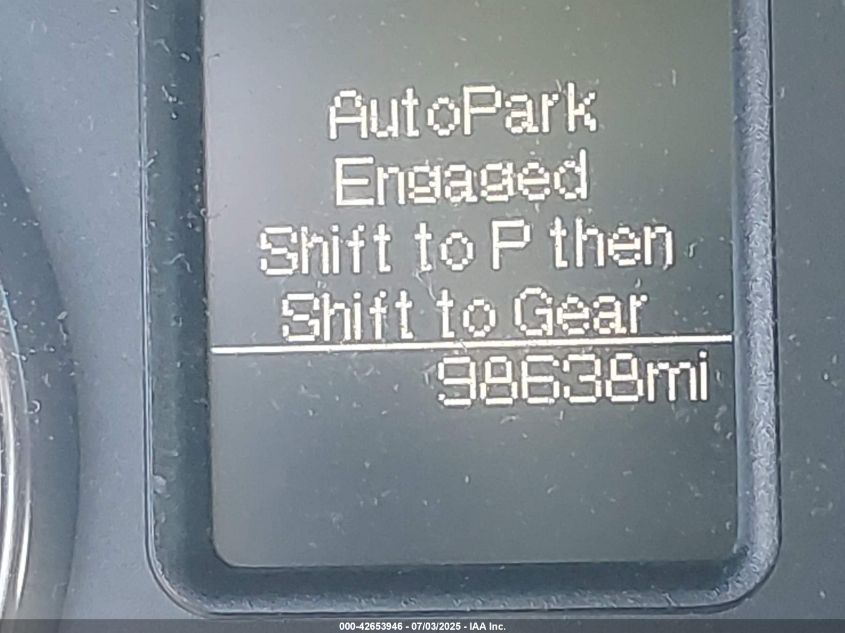 AutoPark
Engaged
Shift to P then
Shift to Gear
98638mi
000-42653946 - 07/03/2025 - IAA Inc.